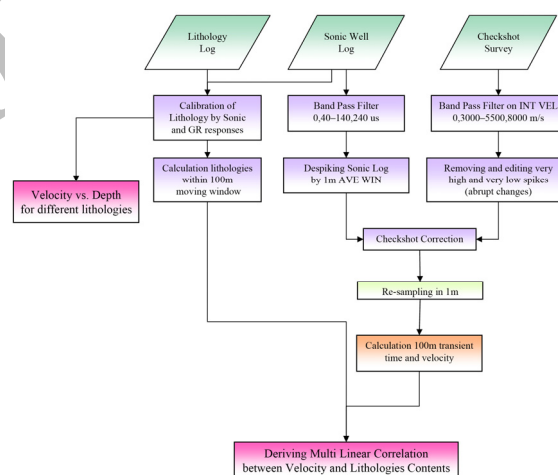 Lithology
Log
Sonic Well
Log
Checkshot
Survey
Calibration of
Lithology by Sonic
and GR responses
Band Pass Filter
0,40–140,240 us
Band Pass Filter on INT VEL
0,3000–5500,8000 m/s
Calculation lithologies
within 100m
moving window
Despiking Sonic Log
by 1m AVE WIN
Removing and editing very
high and very low spikes
(abrupt changes)
Velocity vs. Depth
for different lithologies
Checkshot Correction
Re-sampling in 1m
Calculation 100m transient
time and velocity
Deriving Multi Linear Correlation
between Velocity and Lithologies Contents